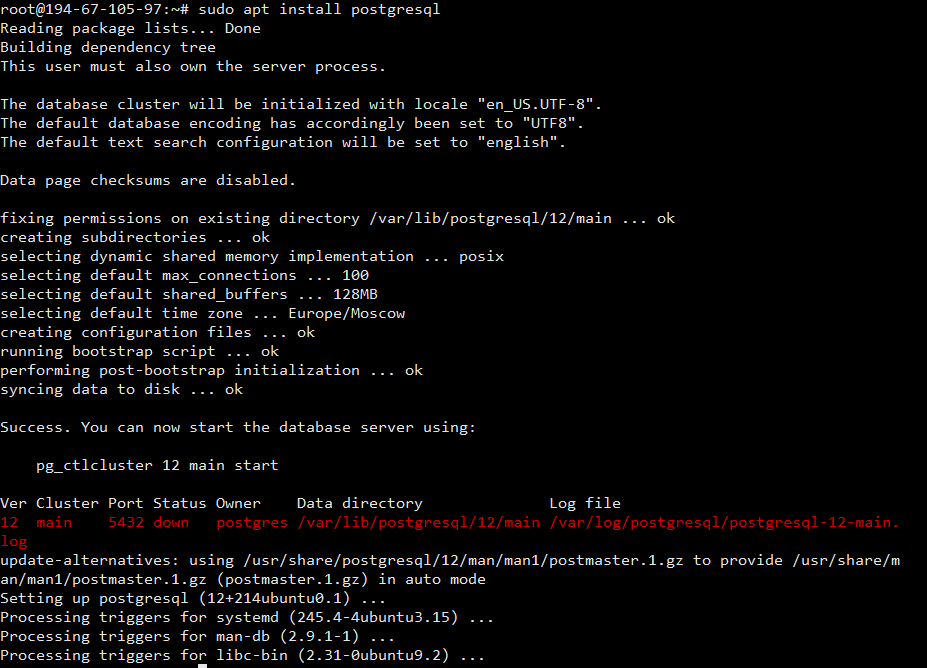 root@194-67-105-97:~# sudo apt install postgresql
Reading package lists... Done
Building dependency tree
This user must also own the server process.
The database cluster will be initialized with locale "en_US.UTF-8".
The default database encoding has accordingly been set to "UTF8".
The default text search configuration will be set to "english".
Data page checksums are disabled.
fixing permissions on existing directory /var/lib/postgresql/12/main ... ok
creating subdirectories ... ok
selecting dynamic shared memory implementation ... posix
selecting default max_connections ... 100
selecting default shared_buffers ... 128MB
selecting default time zone ... Europe/Moscow
creating configuration files ... ok
running bootstrap script ... ok
performing post-bootstrap initialization ... ok
syncing data to disk ... ok
Success. You can now start the database server using:
    pg_ctlcluster 12 main start
Ver Cluster Port Status Owner    Data directory              Log file
12  main    5432 down   postgres /var/lib/postgresql/12/main /var/log/postgresql/postgresql-12-main.
log
update-alternatives: using /usr/share/postgresql/12/man/man1/postmaster.1.gz to provide /usr/share/m
an/man1/postmaster.1.gz (postmaster.1.gz) in auto mode
Setting up postgresql (12+214ubuntu0.1) ...
Processing triggers for systemd (245.4-4ubuntu3.15) ...
Processing triggers for man-db (2.9.1-1) ...
Processing triggers for libc-bin (2.31-0ubuntu9.2) ...